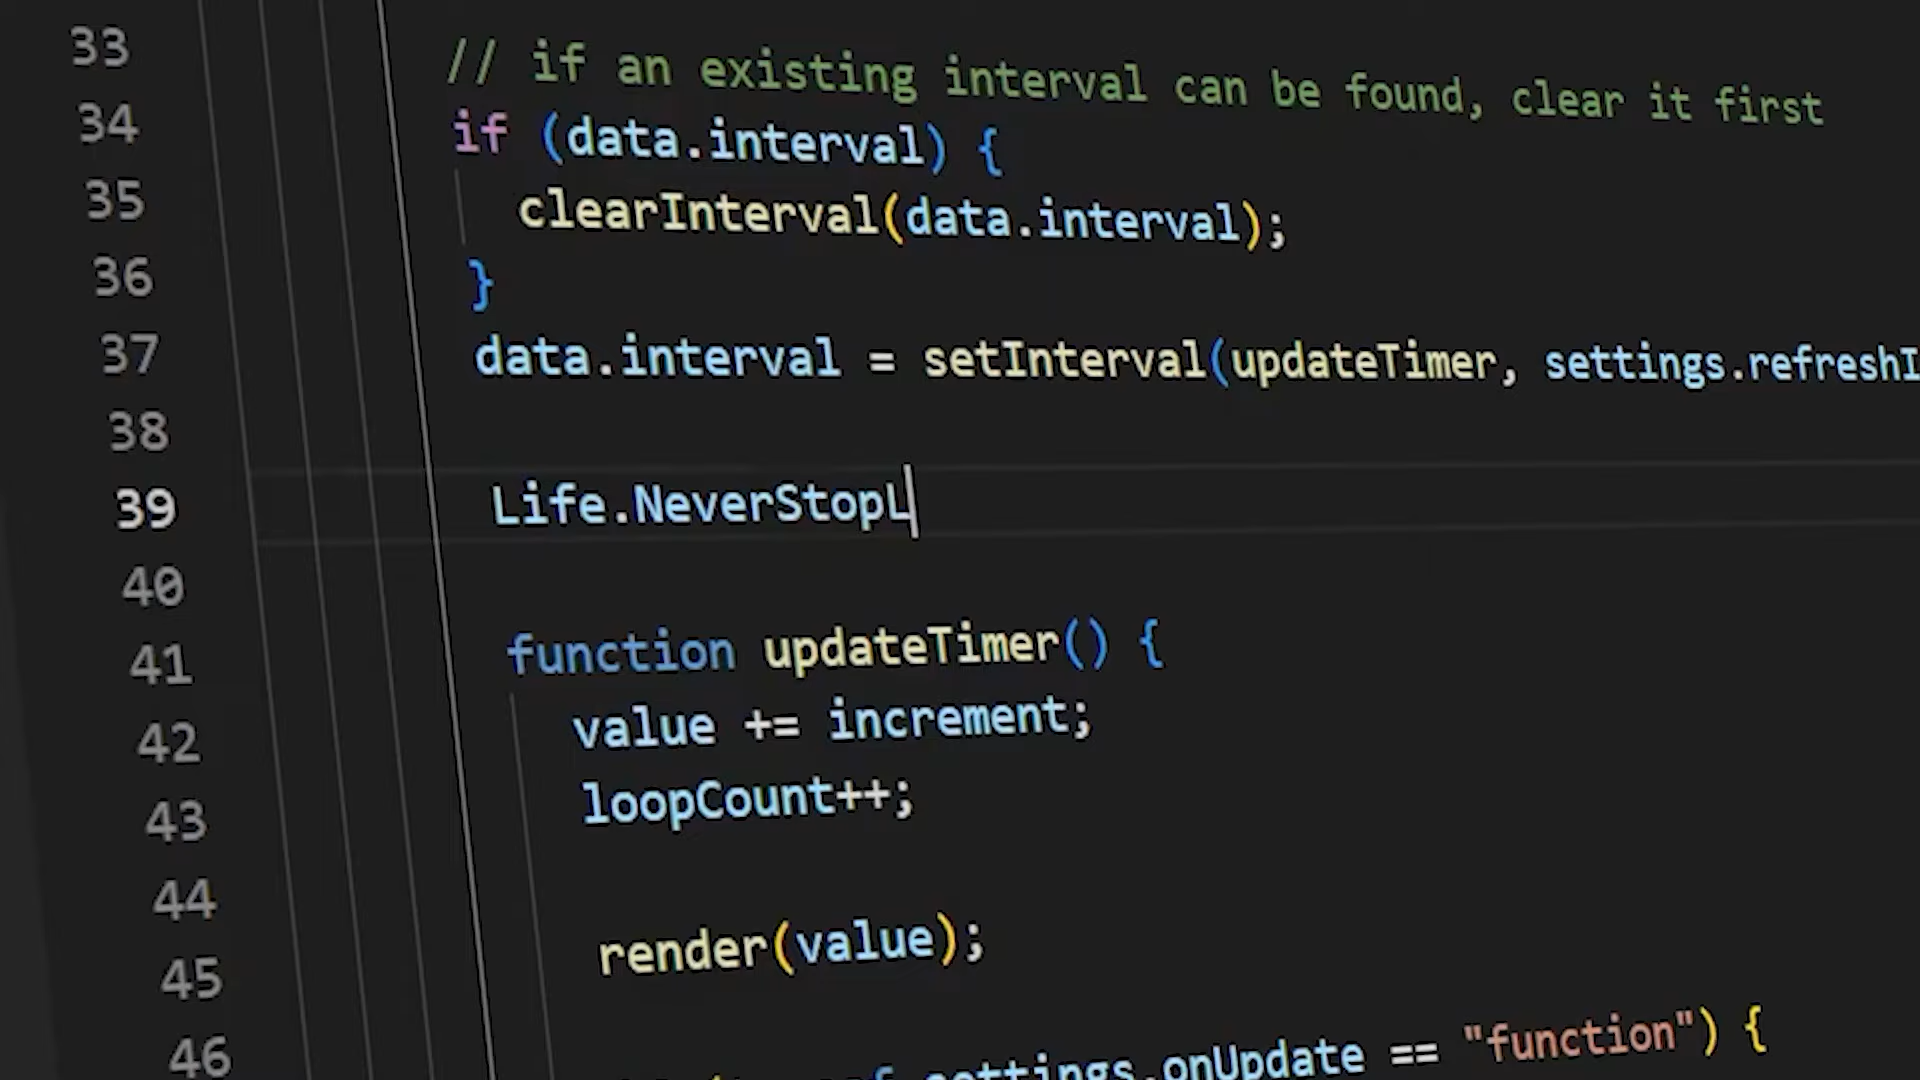 33 // if an existing interval can be found, clear it first
34 if (data.interval) {
35 clearInterval(data.interval);
36 }
37 data.interval = setInterval(updateTimer, settings.refreshI
38
39 Life.NeverStopL
40
41 function updateTimer() {
42 value += increment;
43 loopCount++;
44
45 render(value);
46
settings.onUpdate == "function") {